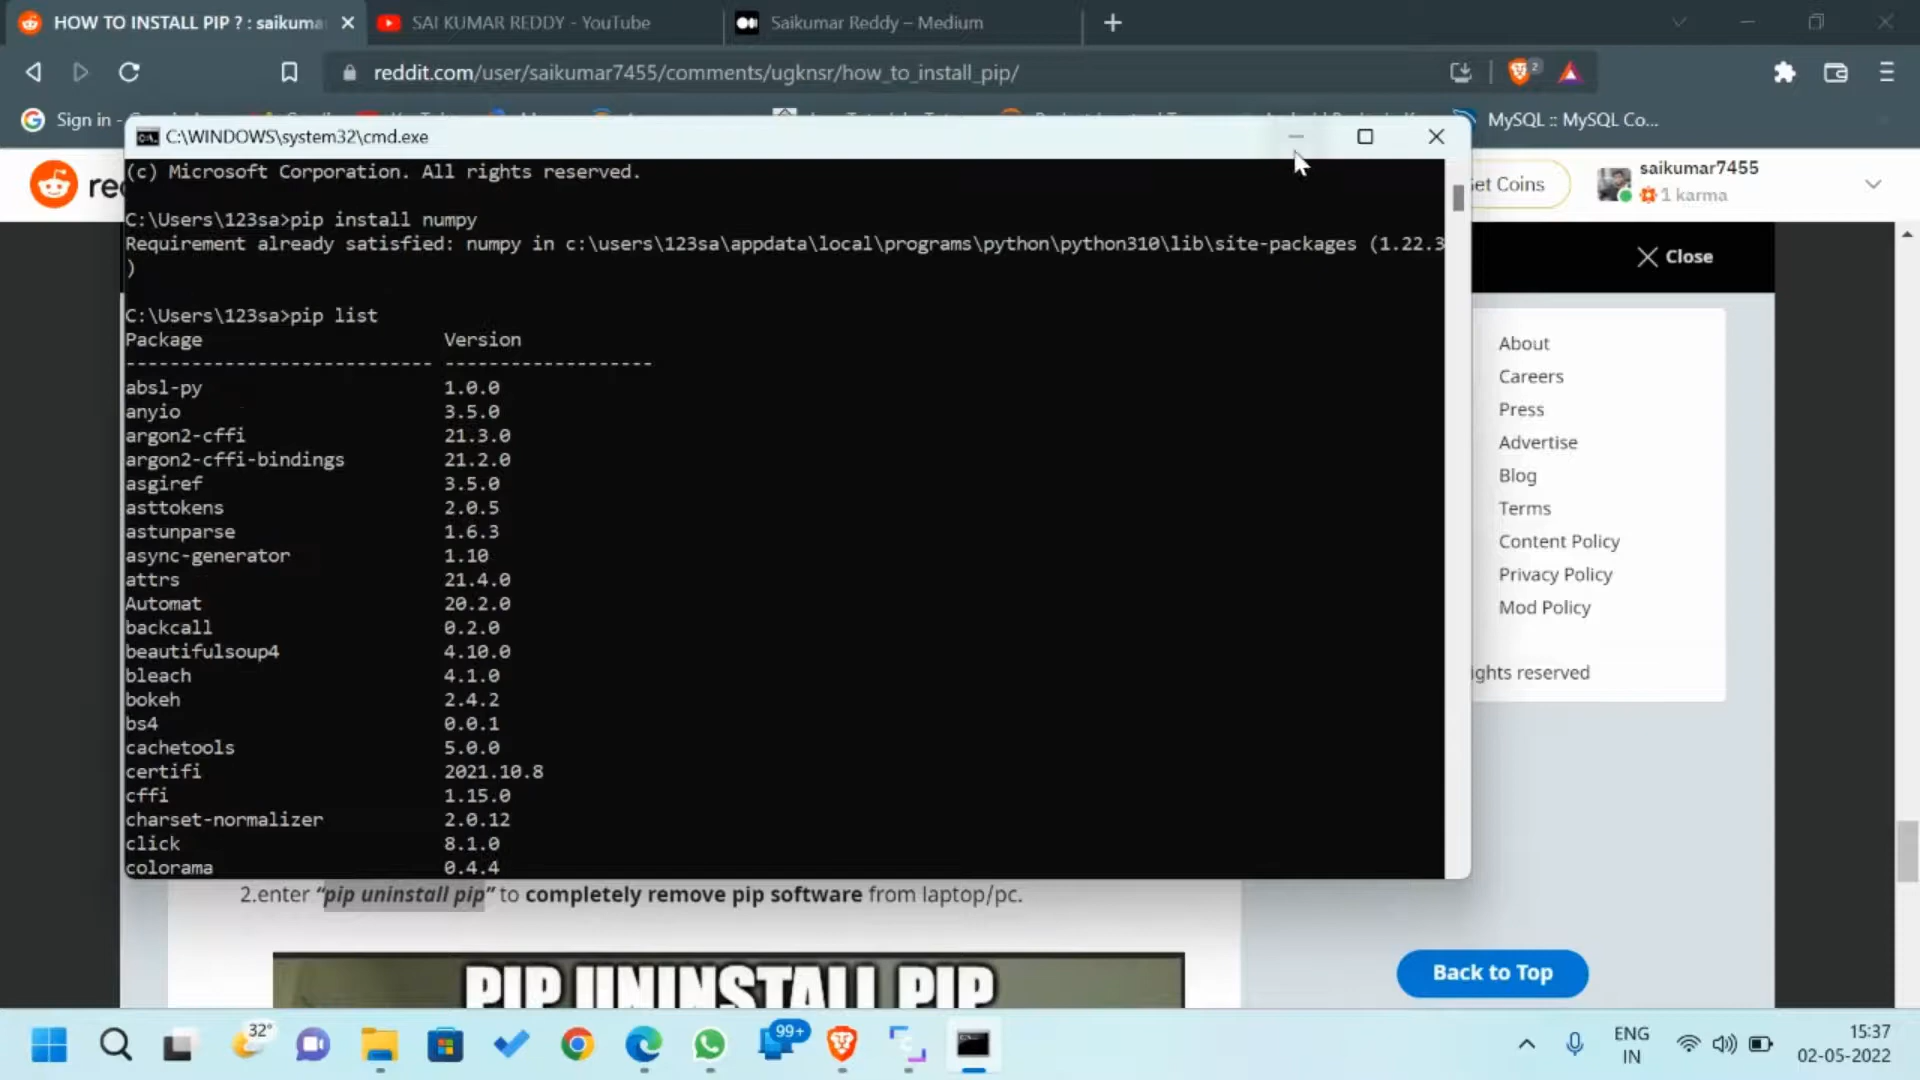 HOW TO INSTALL PIP ? : saikuma
SAI KUMAR REDDY - YouTube
Saikumar Reddy – Medium
reddit.com/user/saikumar7455/comments/ugknsr/how_to_install_pip/
2
Sign in -
MySQL :: MySQL Co...
C:\WINDOWS\system32\cmd.exe
re
et Coins
saikumar7455
1 karma
(c) Microsoft Corporation. All rights reserved.
C:\Users\123sa>pip install numpy
Requirement already satisfied: numpy in c:\users\123sa\appdata\local\programs\python\python310\lib\site-packages (1.22.3
)
C:\Users\123sa>pip list
Package Version
---------------------------- -------------------
absl-py 1.0.0
anyio 3.5.0
argon2-cffi 21.3.0
argon2-cffi-bindings 21.2.0
asgiref 3.5.0
asttokens 2.0.5
astunparse 1.6.3
async-generator 1.10
attrs 21.4.0
Automat 20.2.0
backcall 0.2.0
beautifulsoup4 4.10.0
bleach 4.1.0
bokeh 2.4.2
bs4 0.0.1
cachetools 5.0.0
certifi 2021.10.8
cffi 1.15.0
charset-normalizer 2.0.12
click 8.1.0
colorama 0.4.4
Close
About
Careers
Press
Advertise
Blog
Terms
Content Policy
Privacy Policy
Mod Policy
ights reserved
2.enter “pip uninstall pip” to completely remove pip software from laptop/pc.
PIP UNINSTALL PIP
Back to Top
32°
99+
ENG
IN
15:37
02-05-2022